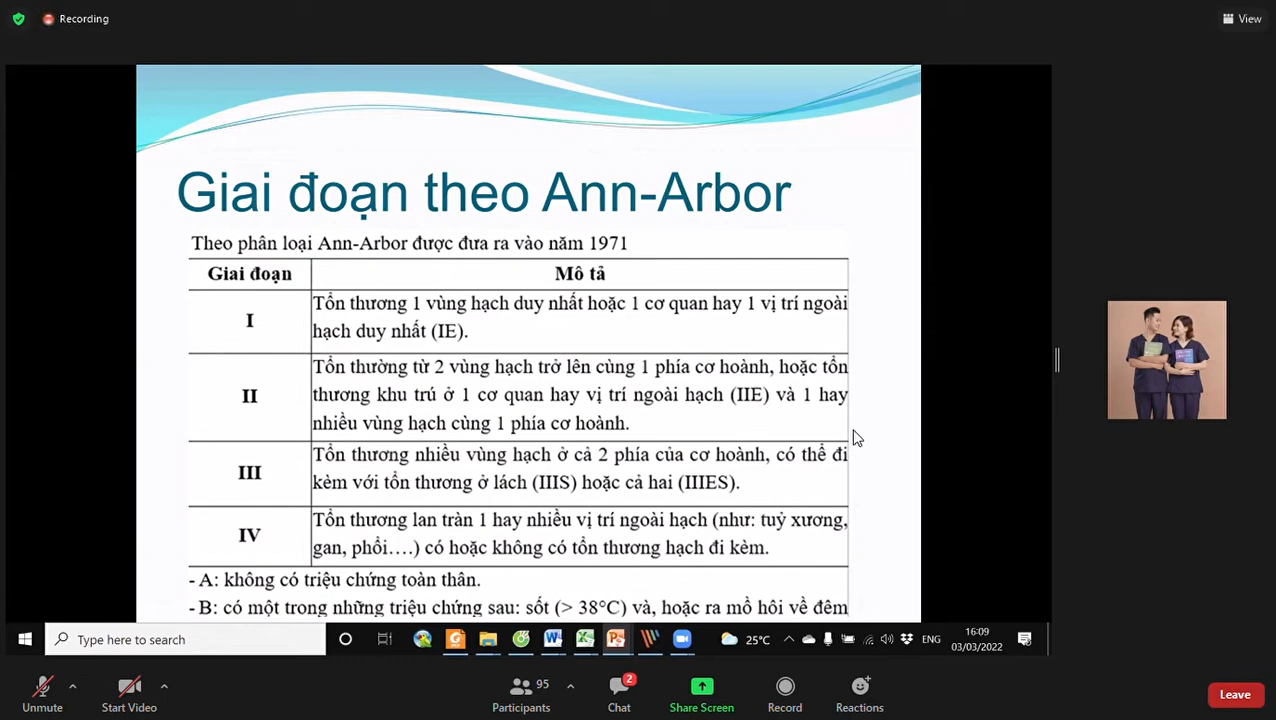 Recording
View
Giai đoạn theo Ann-Arbor
Theo phân loại Ann-Arbor được đưa ra vào năm 1971
Giai đoạn
Mô tả
I
Tổn thương 1 vùng hạch duy nhất hoặc 1 cơ quan hay 1 vị trí ngoài
hạch duy nhất (IE).
II
Tổn thường từ 2 vùng hạch trở lên cùng 1 phía cơ hoành, hoặc tổn
thương khu trú ở 1 cơ quan hay vị trí ngoài hạch (IIE) và 1 hay
nhiều vùng hạch cùng 1 phía cơ hoành.
III
Tổn thương nhiều vùng hạch ở cả 2 phía của cơ hoành, có thể đi
kèm với tổn thương ở lách (IIIS) hoặc cả hai (IIIES).
IV
Tổn thương lan tràn 1 hay nhiều vị trí ngoài hạch (như: tuỷ xương,
gan, phổi….) có hoặc không có tổn thương hạch đi kèm.
- A: không có triệu chứng toàn thân.
- B: có một trong những triệu chứng sau: sốt (> 38°C) và, hoặc ra mồ hôi về đêm
Type here to search
25°C
ENG
16:09
03/03/2022
Unmute
Start Video
95
Participants
2
Chat
Share Screen
Record
Reactions
Leave